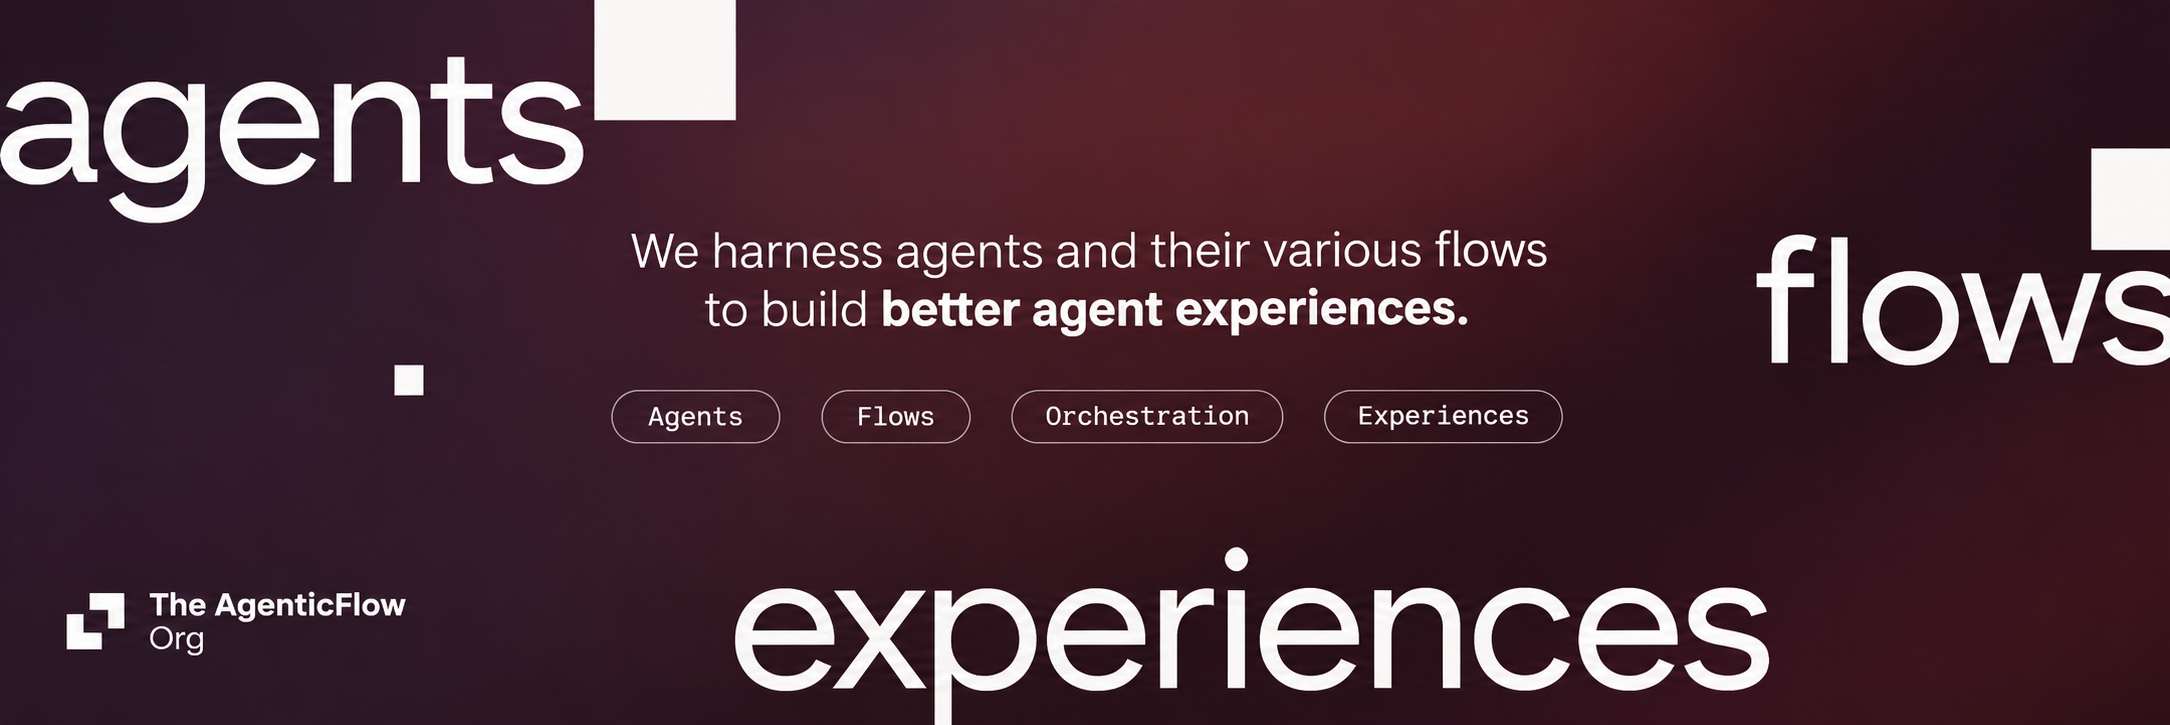 agents
We harness agents and their various flows
to build better agent experiences.
flows
Agents
Flows
Orchestration
Experiences
The AgenticFlow
Org
experiences